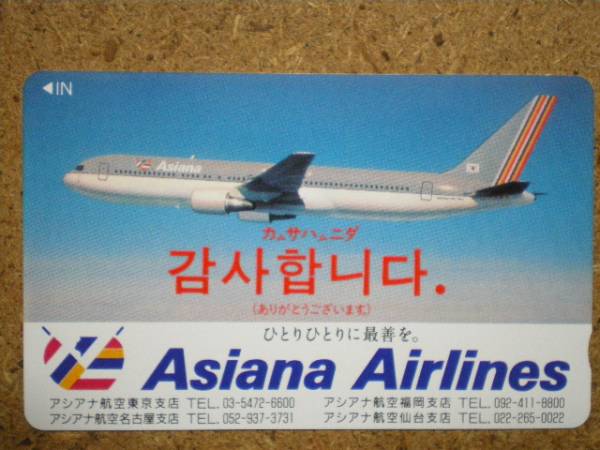 ◀IN
Asiana
カムサハムニダ
감사합니다.
(ありがとうございます)
ひとりひとりに最善を。
Asiana Airlines
アシアナ航空東京支店 TEL. 03-5472-6600 アシアナ航空福岡支店 TEL. 092-411-8800
アシアナ航空名古屋支店 TEL. 052-937-3731 アシアナ航空仙台支店 TEL. 022-265-0022